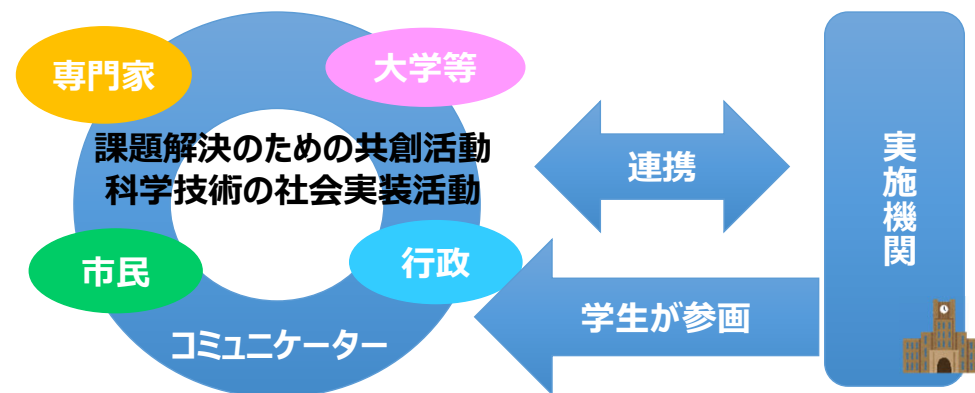 専門家
大学等
課題解決のための共創活動
科学技術の社会実装活動
市民
行政
コミュニケーター
連携
学生が参画
実施機関